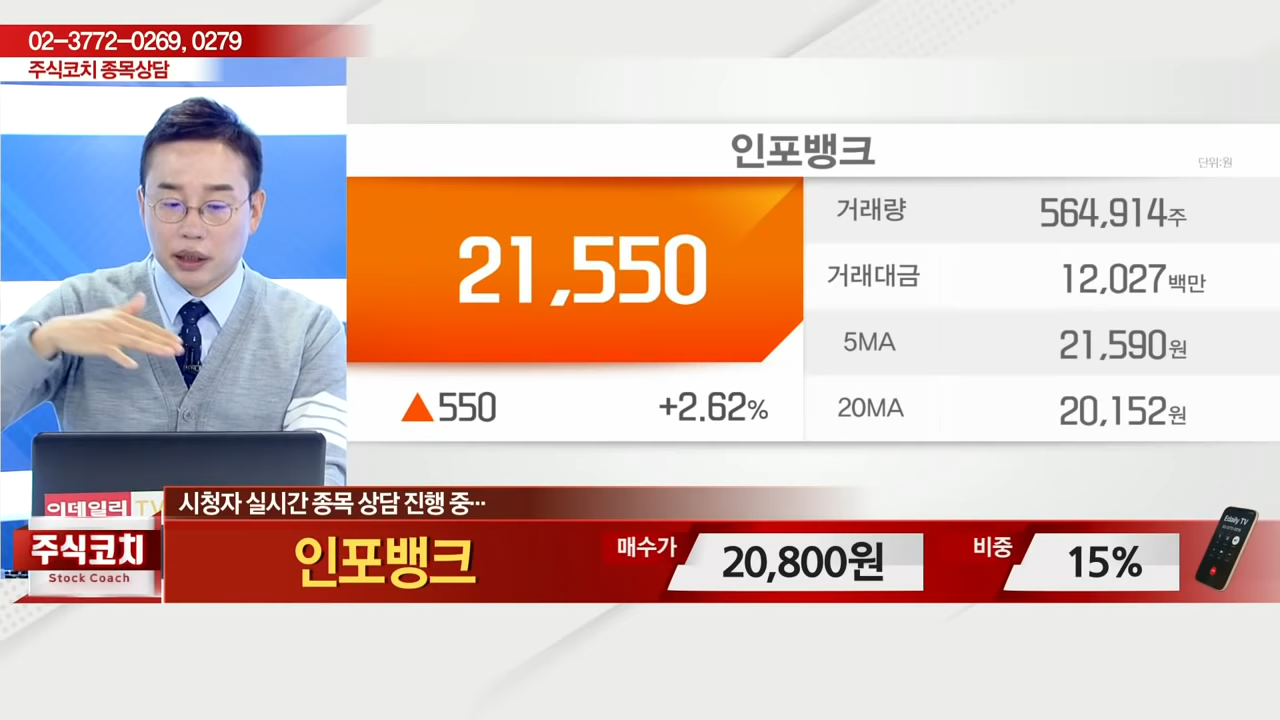 02-3772-0269, 0279
주식코치 종목상담
인포뱅크
단위:원
21,550
▲550 +2.62%
거래량 564,914주
거래대금 12,027백만
5MA 21,590원
20MA 20,152원
이데일리 TV
주식코치
Stock Coach
시청자 실시간 종목 상담 진행 중...
인포뱅크 매수가 20,800원 비중 15%
Edaily TV